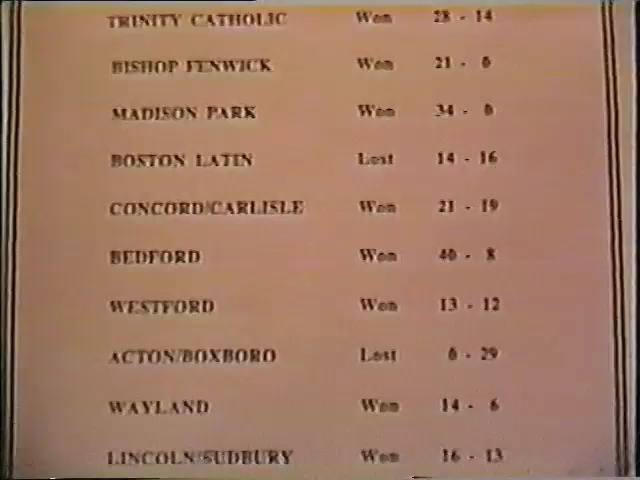 TRINITY CATHOLIC Won 28 - 14
BISHOP FENWICK Won 21 - 0
MADISON PARK Won 34 - 0
BOSTON LATIN Lost 14 - 16
CONCORD/CARLISLE Won 21 - 19
BEDFORD Won 40 - 8
WESTFORD Won 13 - 12
ACTON/BOXBORO Lost 0 - 29
WAYLAND Won 14 - 6
LINCOLN/SUDBURY Won 16 - 13